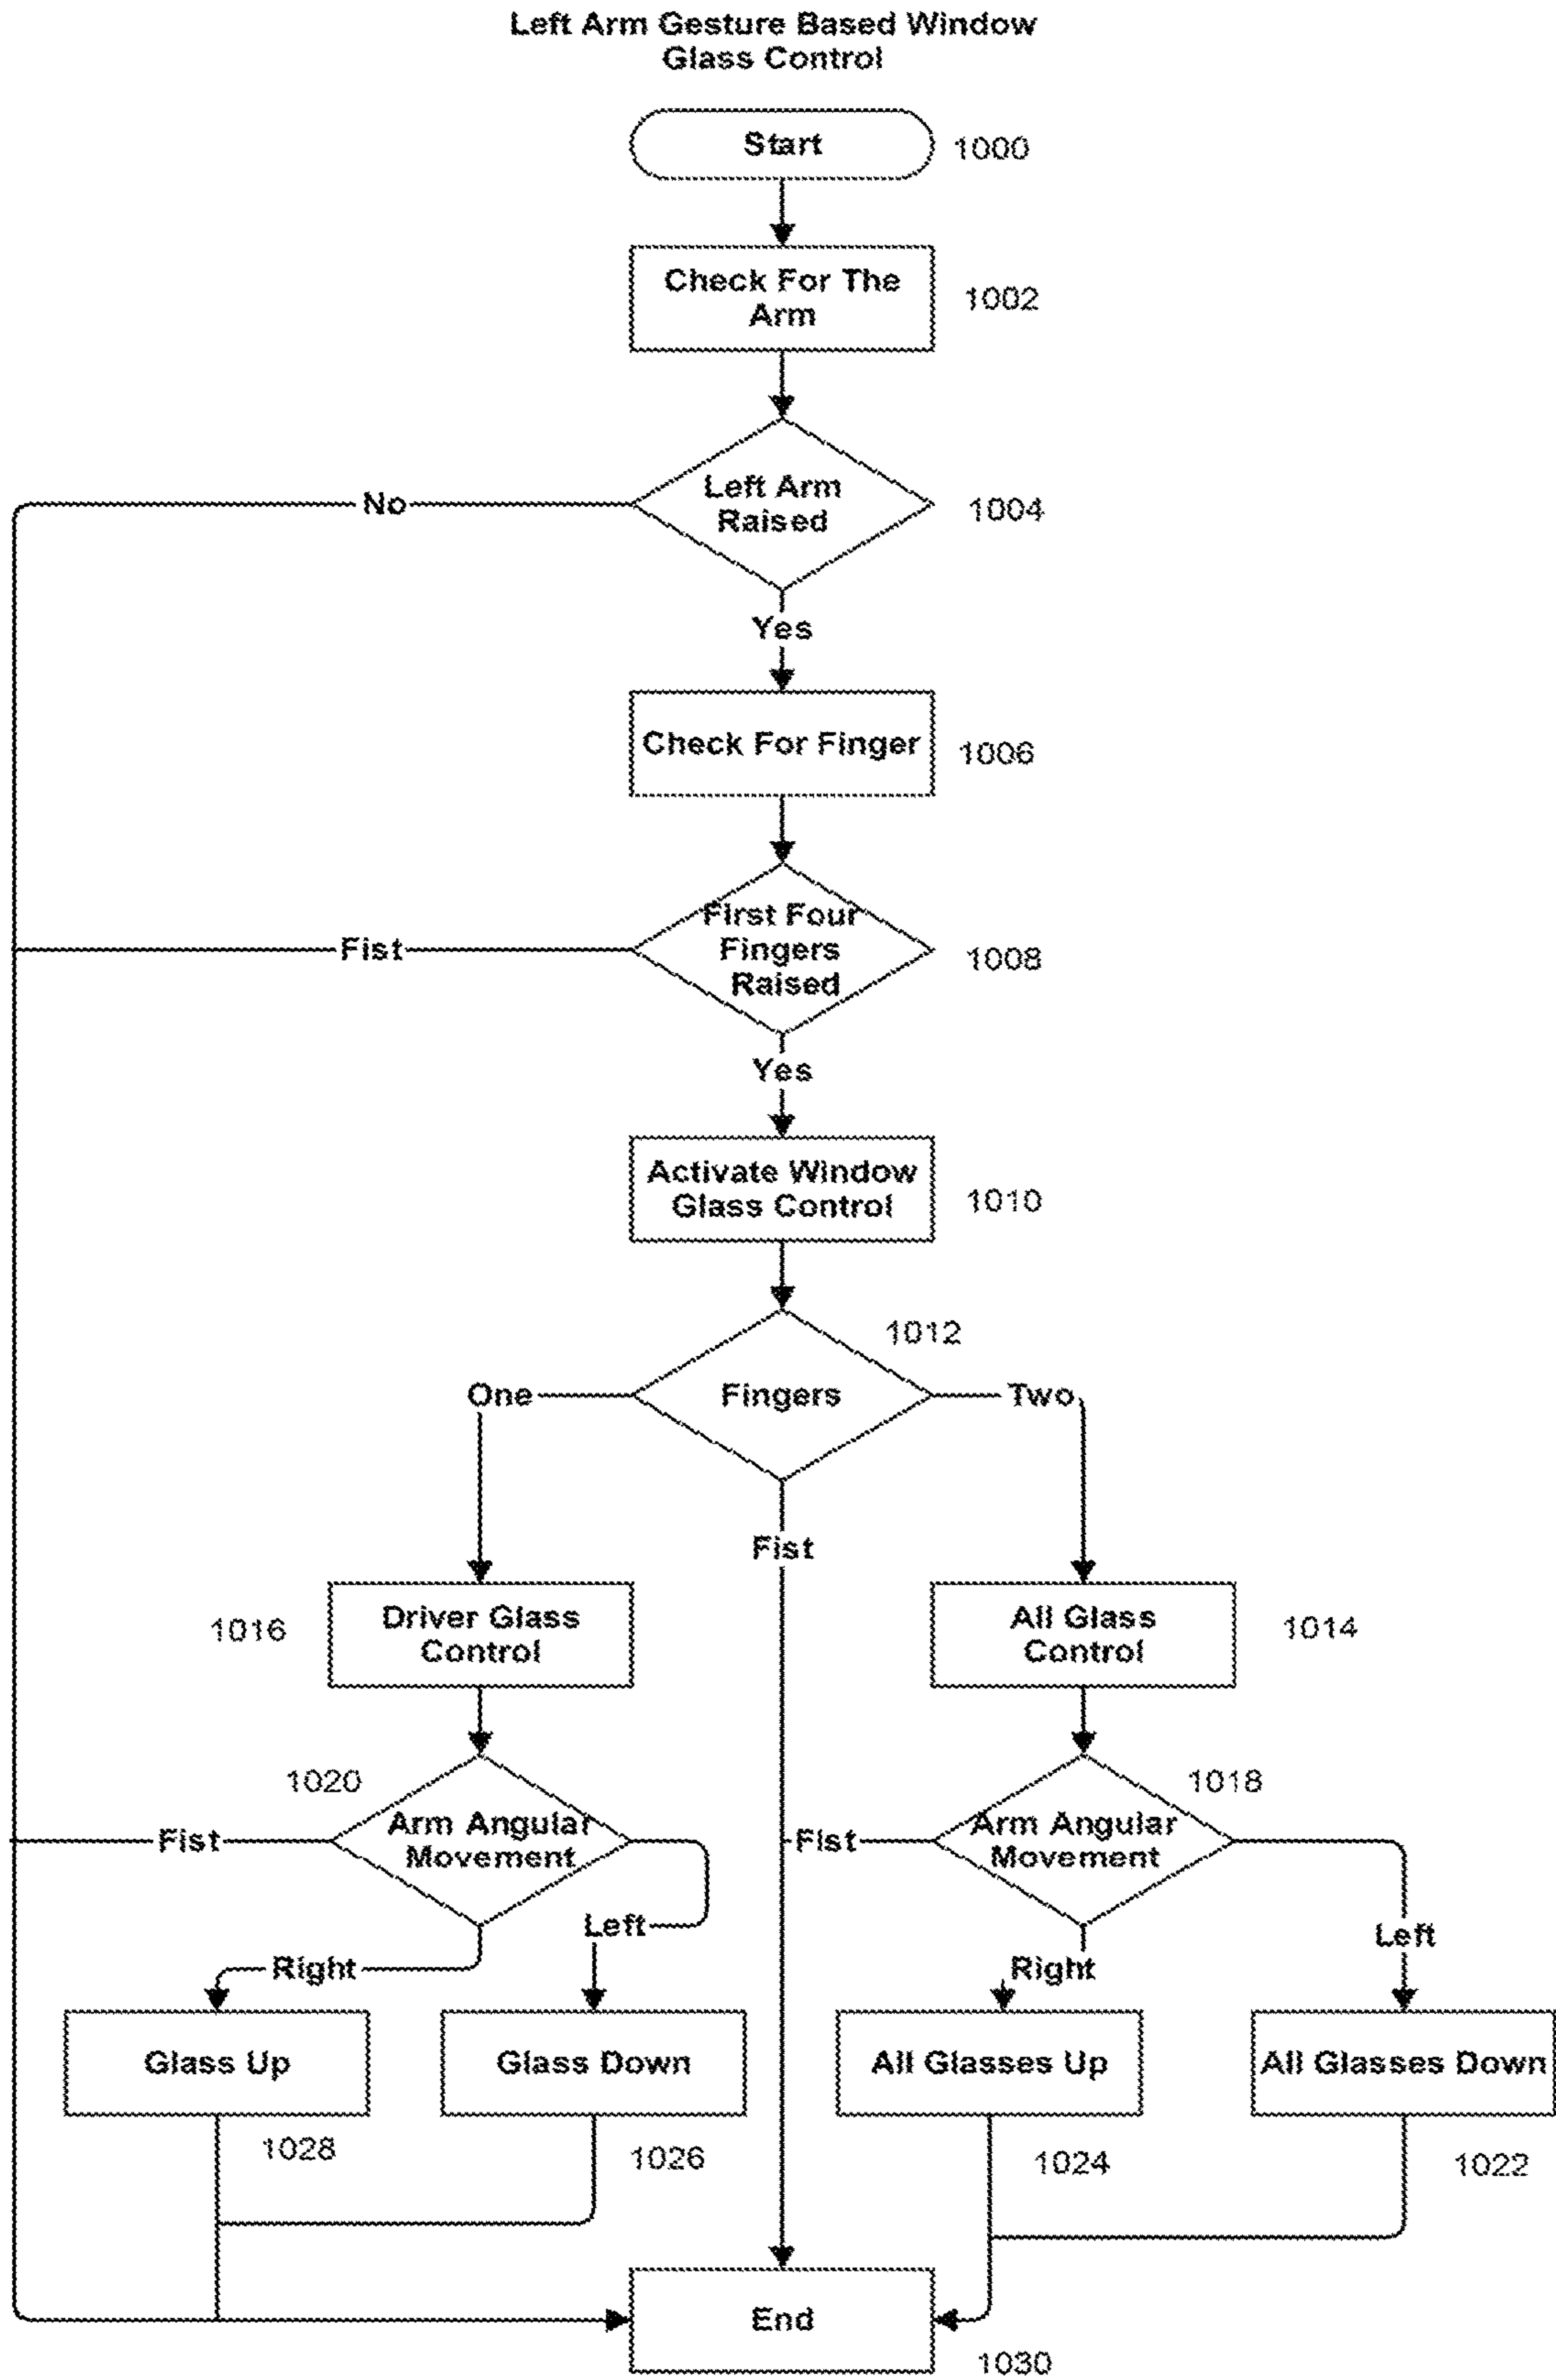 Left Arm Gesture Based Window
Glass Control
Start
1000
Check For The
Arm
1002
Left Arm
Raised
1004
No
Yes
Check For Finger
1006
First Four
Fingers
Raised
1008
Fist
Yes
Activate Window
Glass Control
1010
1012
One
Fingers
Two
Fist
1016
Driver Glass
Control
All Glass
Control
1014
1020
Arm Angular
Movement
Fist
1018
Arm Angular
Movement
Fist
Left
Right
Left
Right
Glass Up
Glass Down
All Glasses Up
All Glasses Down
1028
1026
1024
1022
End
1030